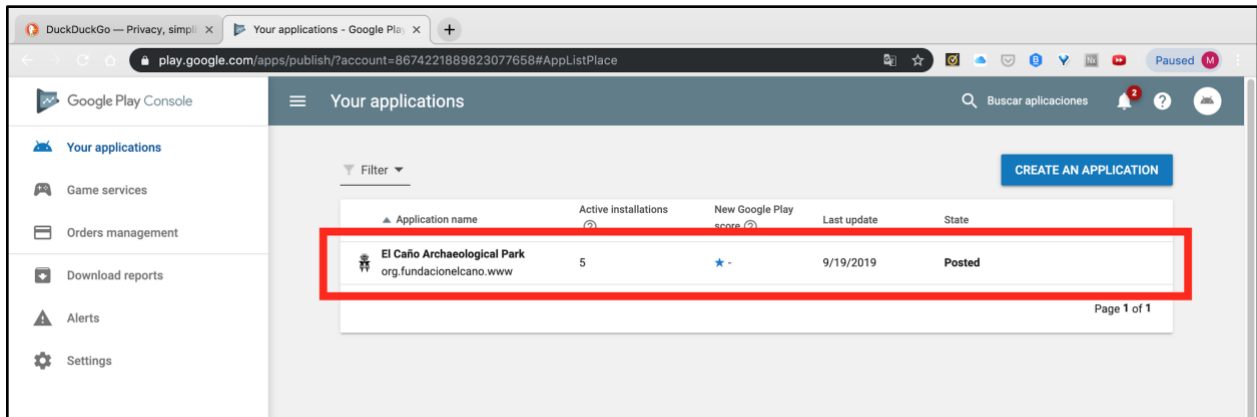 DuckDuckGo — Privacy, simpli
Your applications - Google Play
play.google.com/apps/publish/?account=8674221889823077658#AppListPlace
Paused M
Google Play Console
Your applications
Buscar aplicaciones
2
Your applications
Game services
Orders management
Download reports
Alerts
Settings
Filter
CREATE AN APPLICATION
Application name
Active installations
New Google Play
score
Last update
State
El Caño Archaeological Park
org.fundacionelcano.www
5
-
9/19/2019
Posted
Page 1 of 1